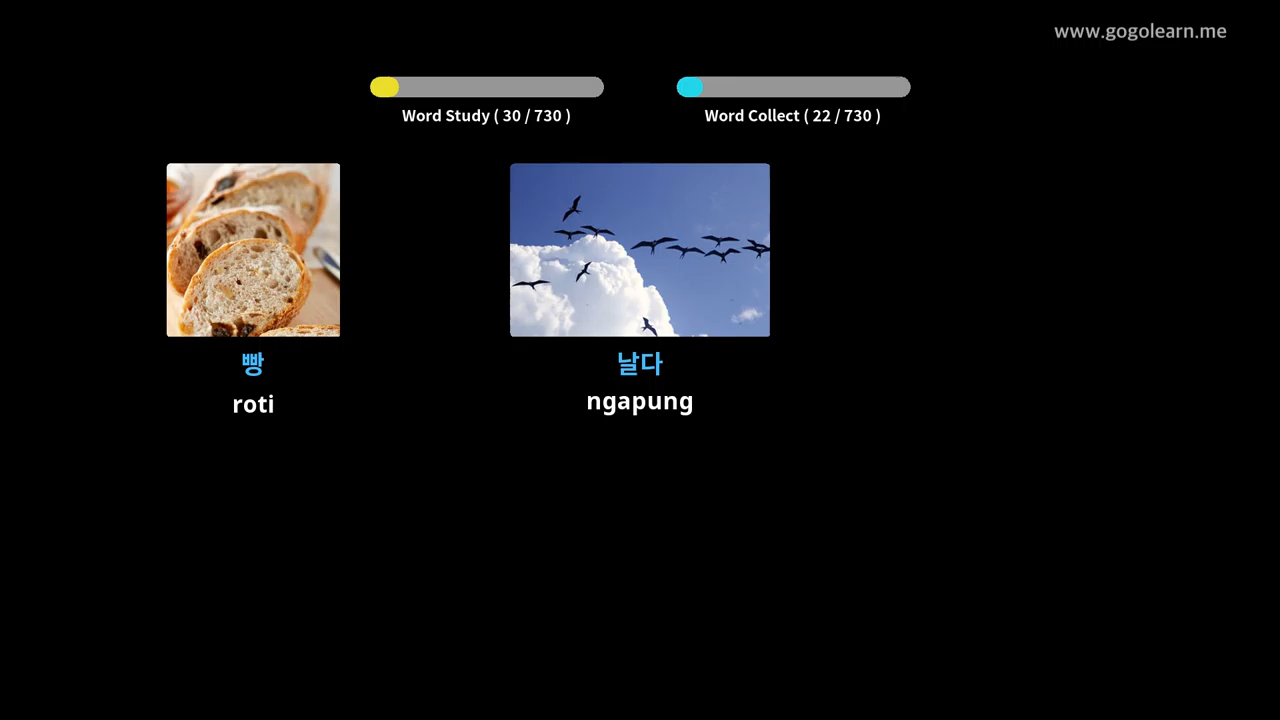 www.gogolearn.me
Word Study ( 30 / 730 )
Word Collect ( 22 / 730 )
빵
roti
날다
ngapung